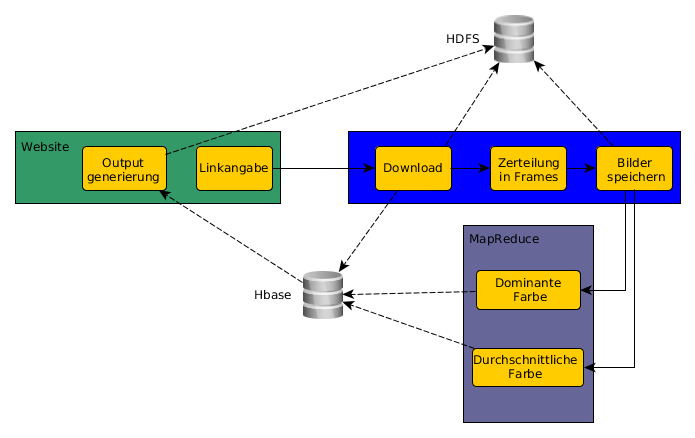 HDFS
Website
Output
generierung
Linkangabe
Download
Zerteilung
in Frames
Bilder
speichern
MapReduce
Dominante
Farbe
Hbase
Durchschnittliche
Farbe